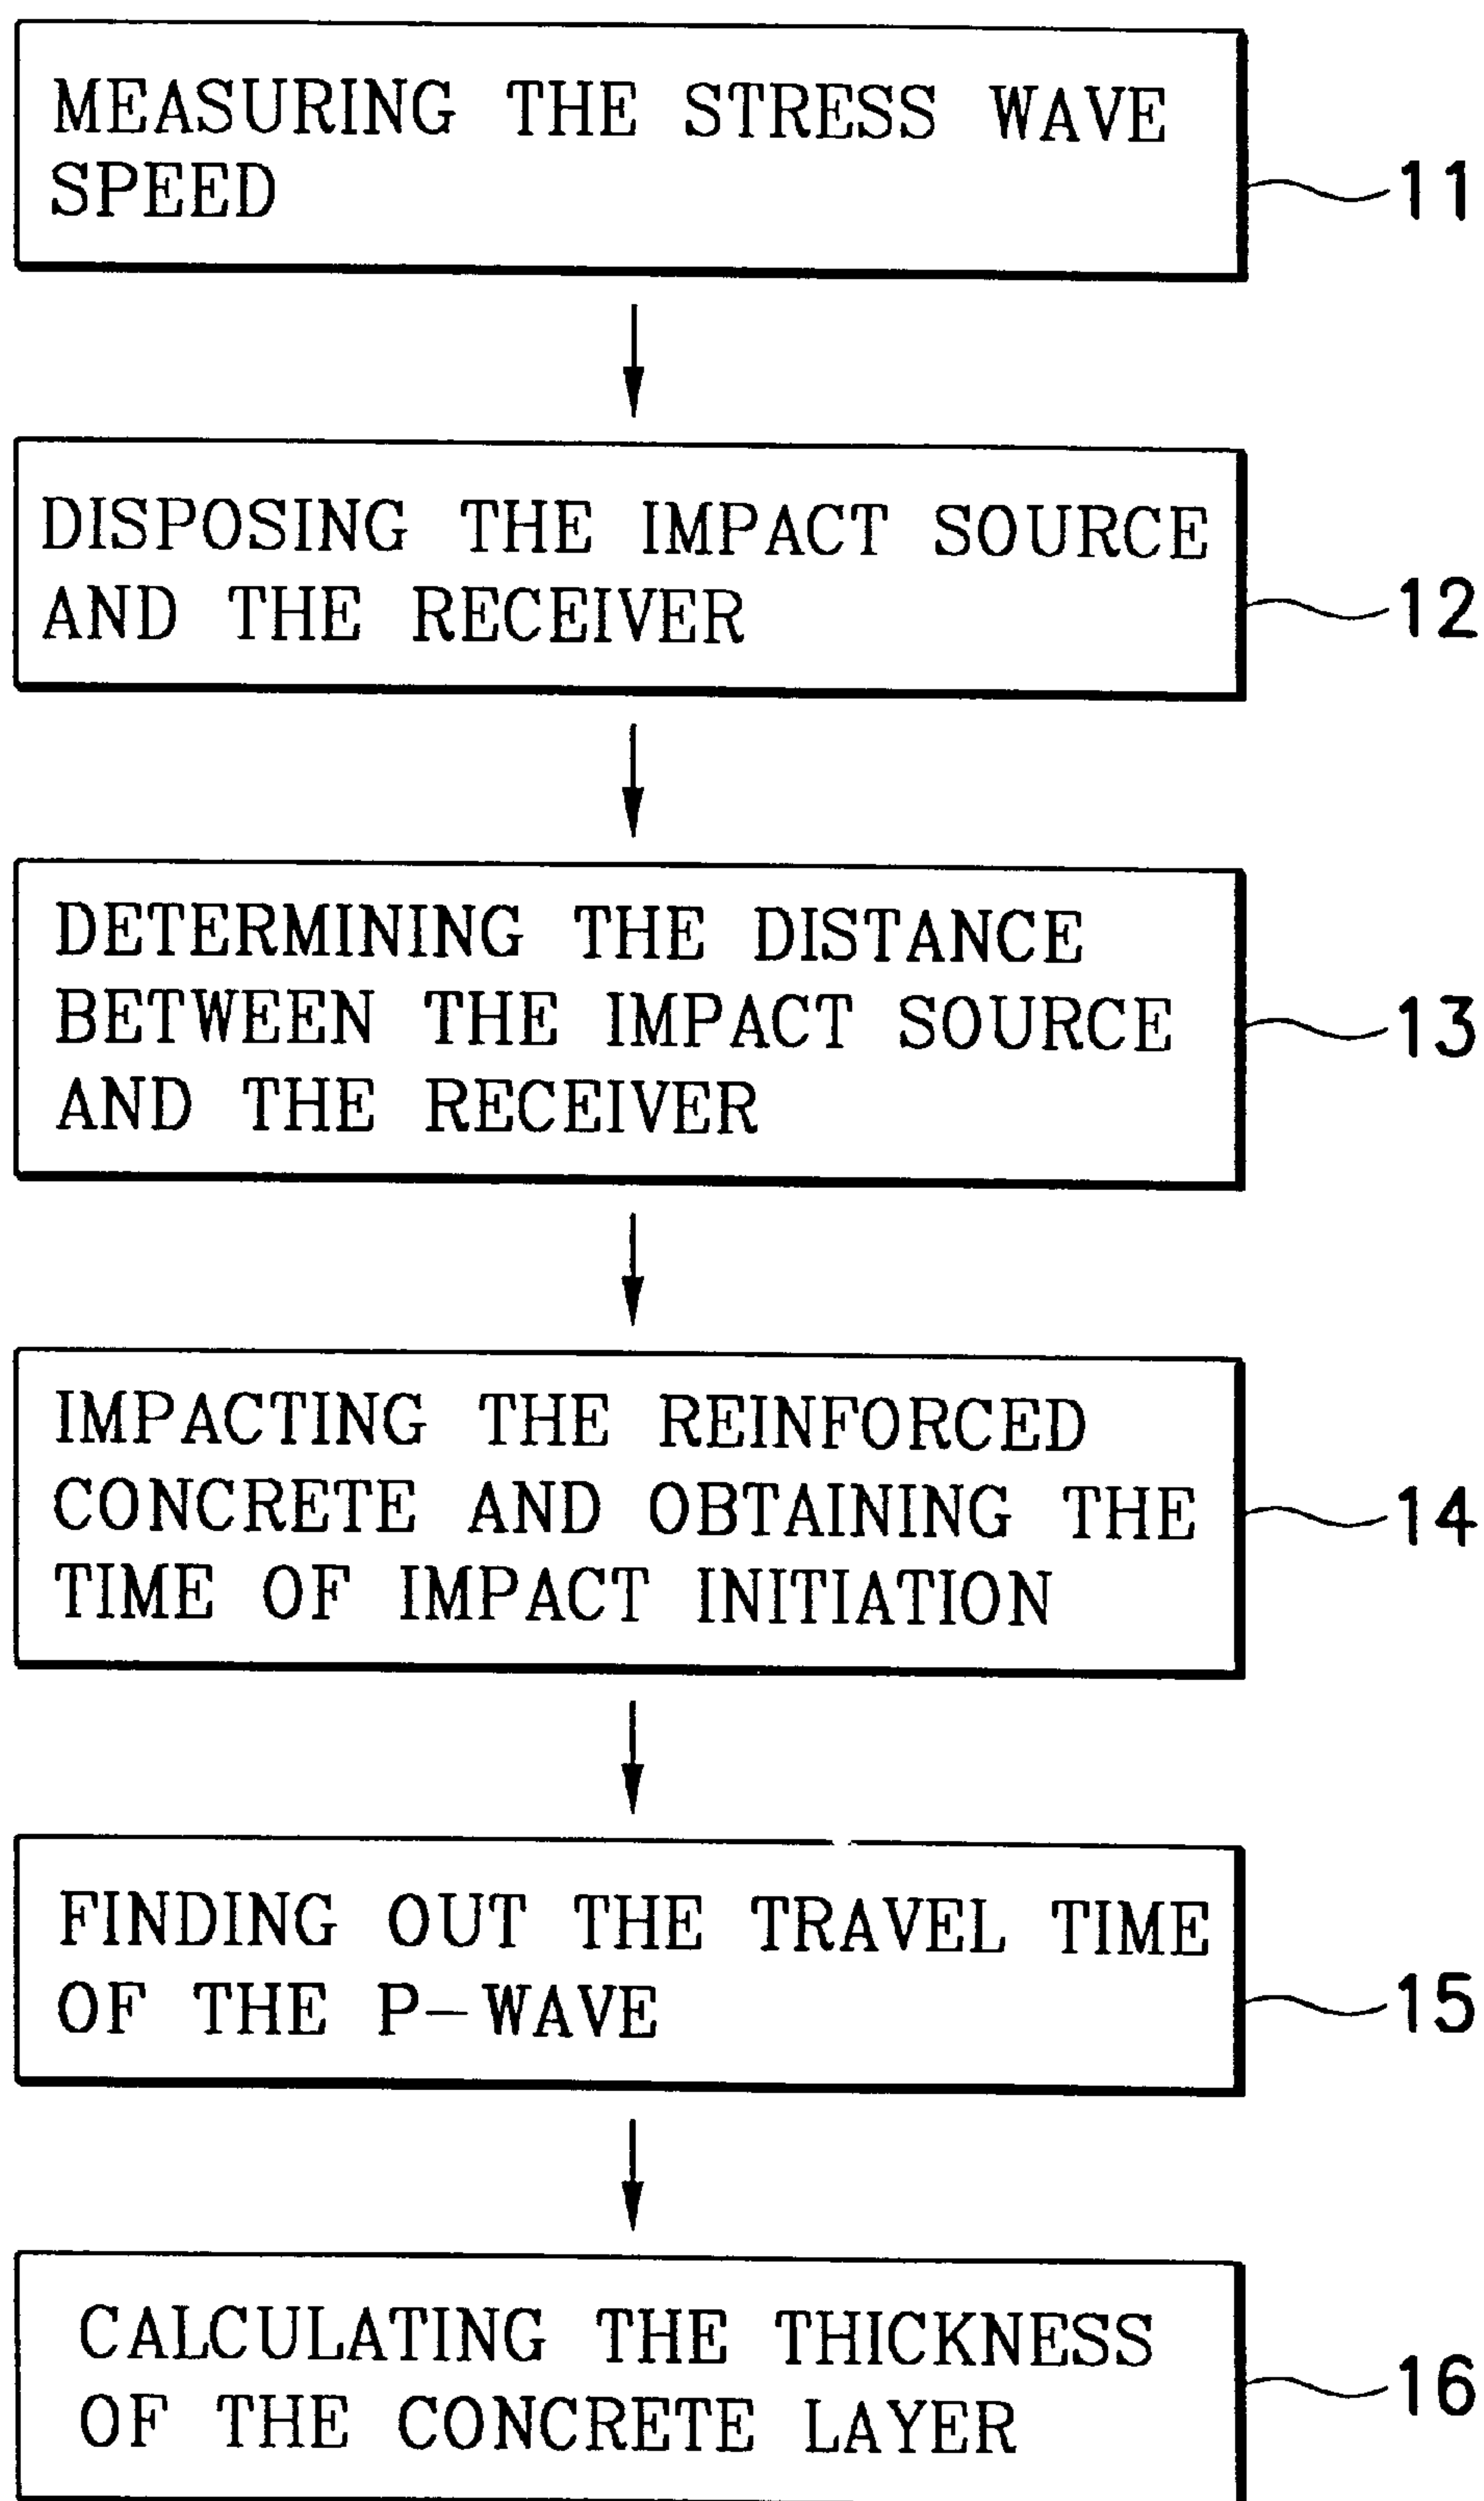 MEASURING THE STRESS WAVE
SPEED
11
DISPOSING THE IMPACT SOURCE
AND THE RECEIVER
12
DETERMINING THE DISTANCE
BETWEEN THE IMPACT SOURCE
AND THE RECEIVER
13
IMPACTING THE REINFORCED
CONCRETE AND OBTAINING THE
TIME OF IMPACT INITIATION
14
FINDING OUT THE TRAVEL TIME
OF THE P-WAVE
15
CALCULATING THE THICKNESS
OF THE CONCRETE LAYER
16